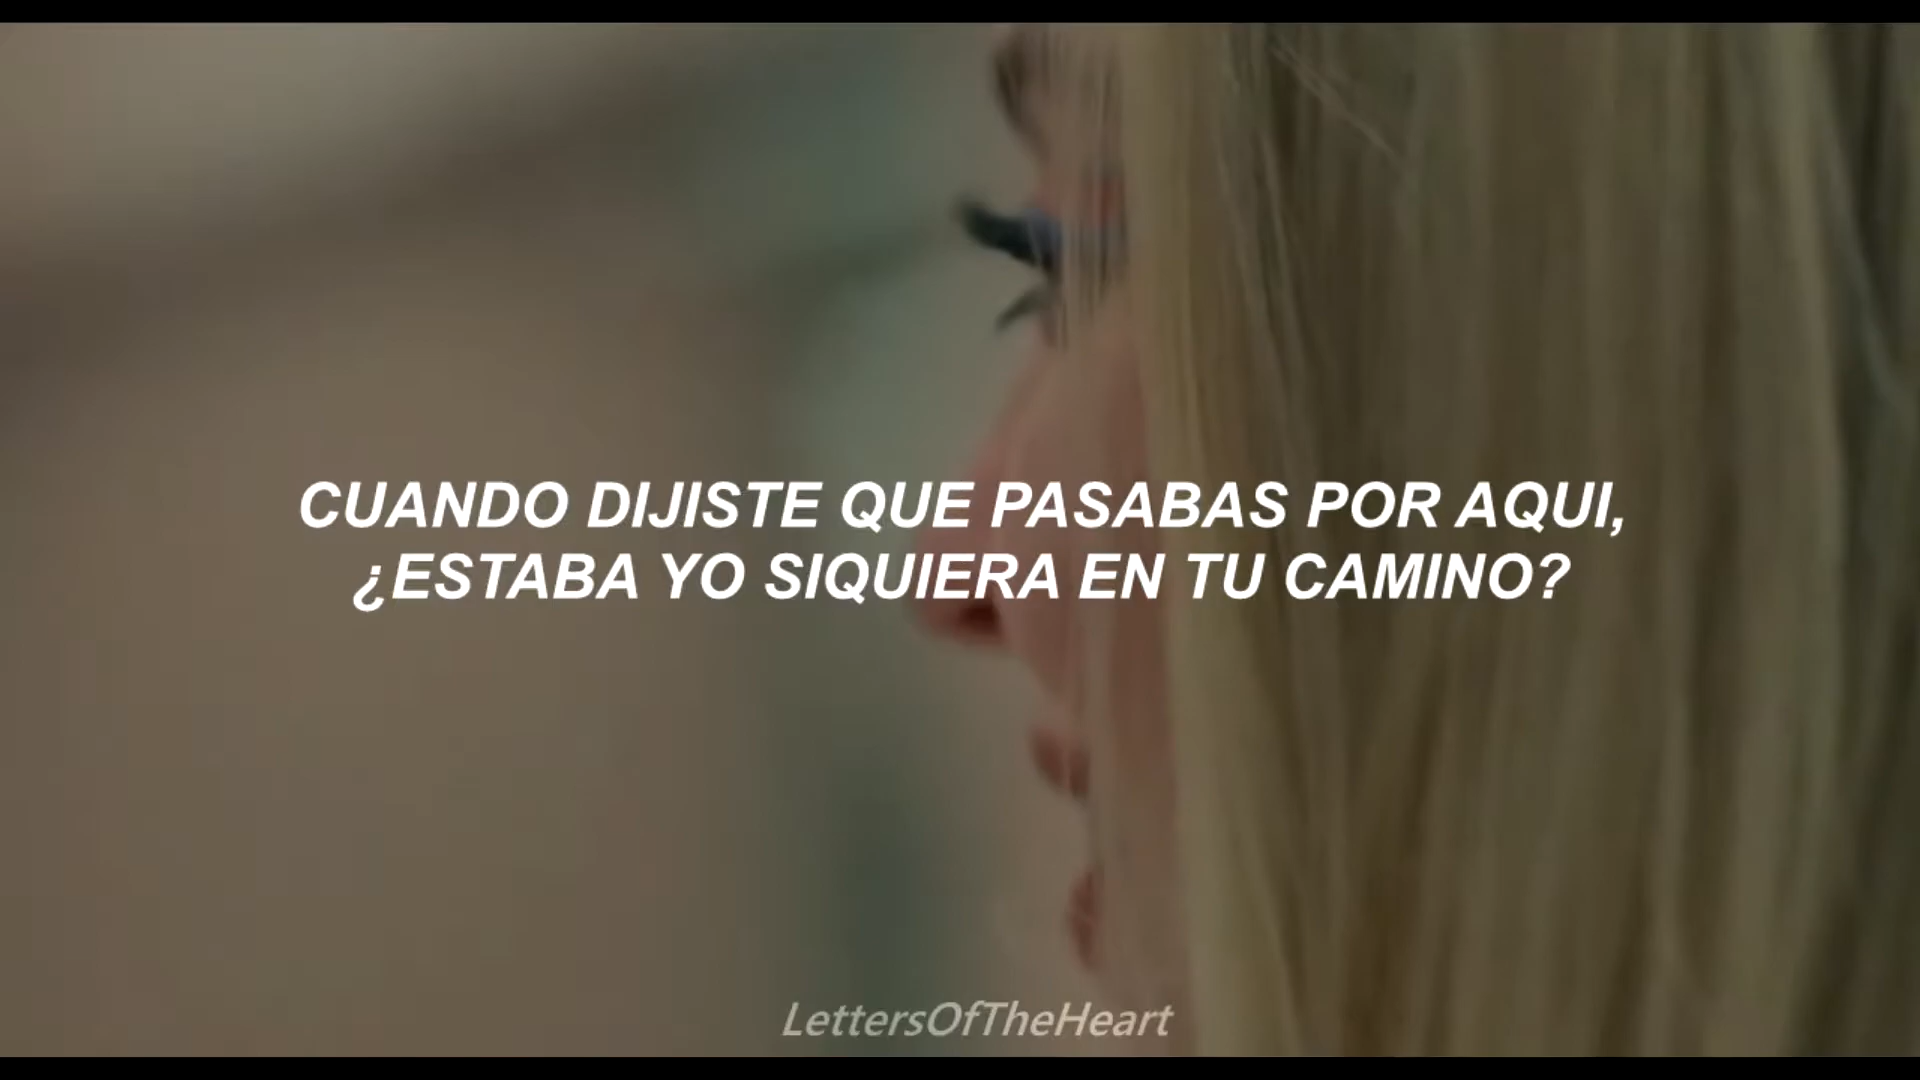 CUANDO DIJISTE QUE PASABAS POR AQUI,
¿ESTABA YO SIQUIERA EN TU CAMINO?
LettersOfTheHeart